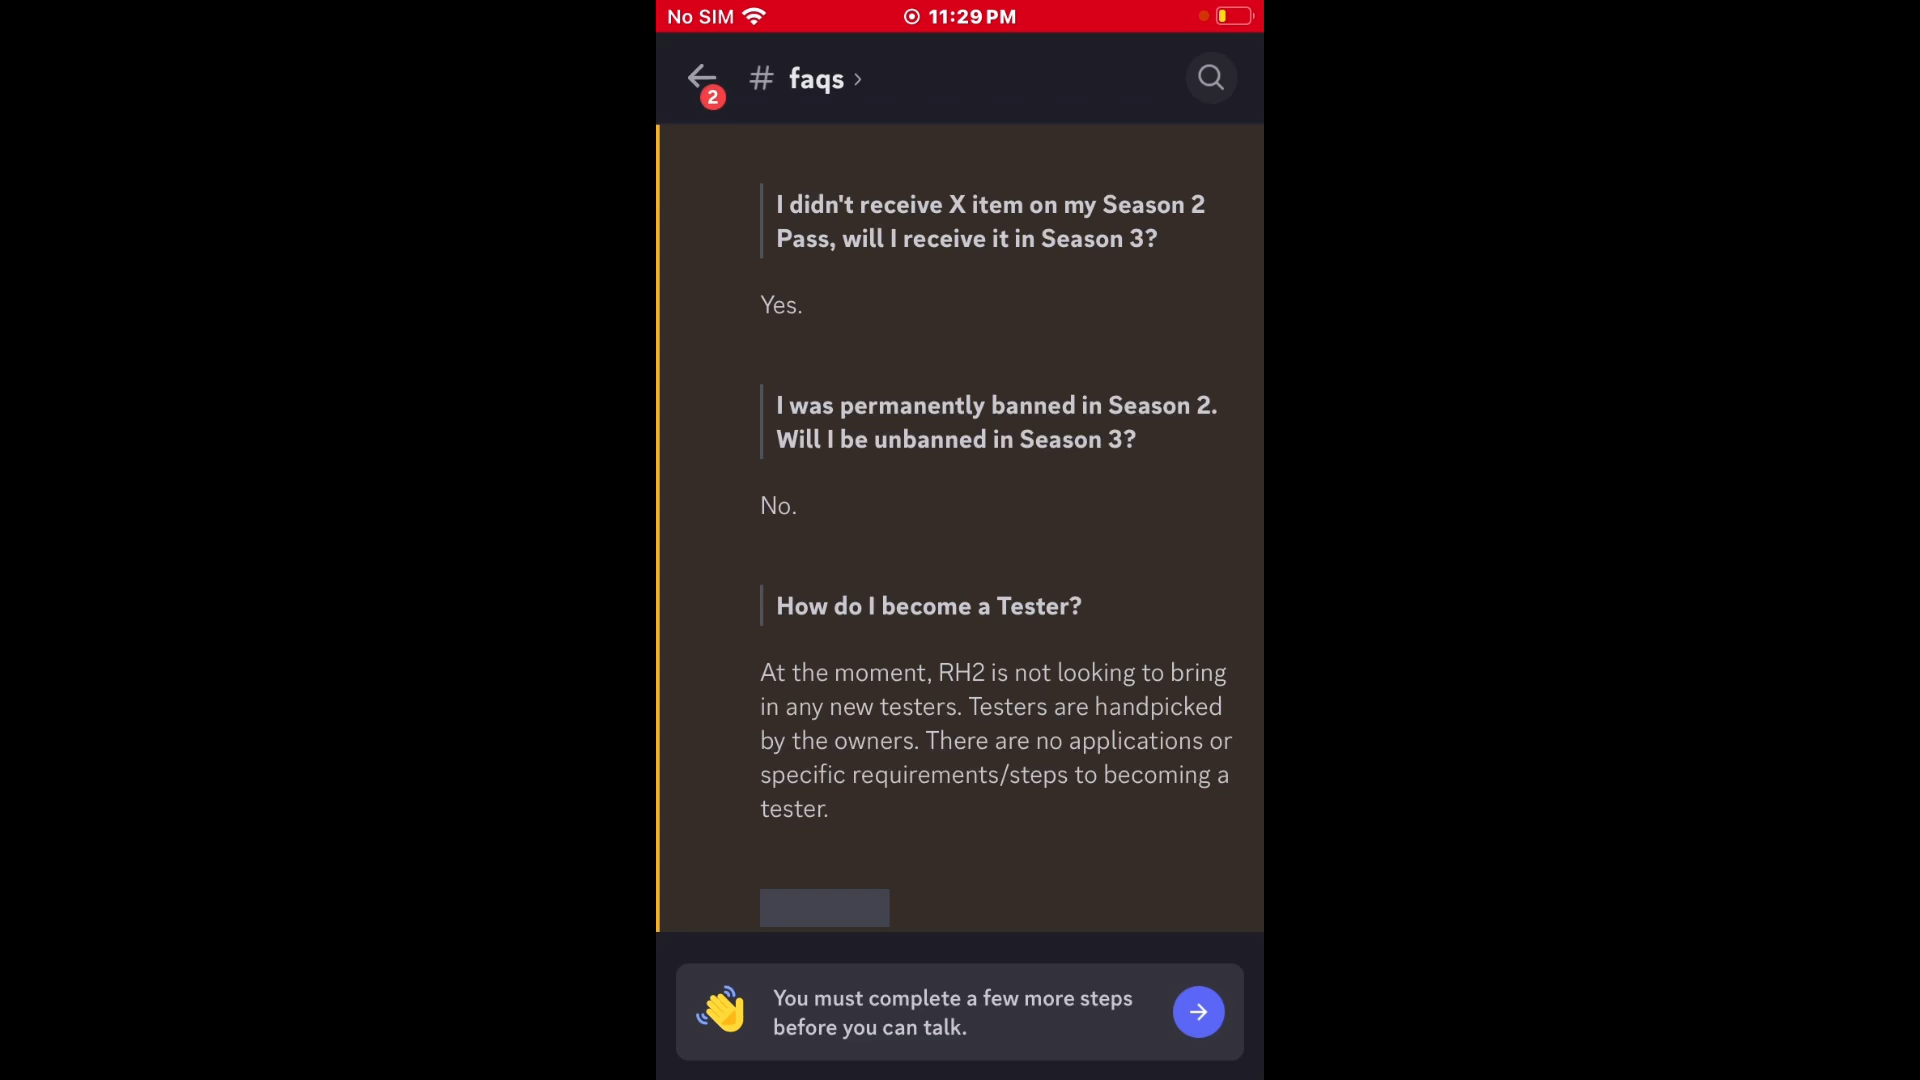 No SIM 11:29 PM
2 # faqs
I didn't receive X item on my Season 2
Pass, will I receive it in Season 3?
Yes.
I was permanently banned in Season 2.
Will I be unbanned in Season 3?
No.
How do I become a Tester?
At the moment, RH2 is not looking to bring
in any new testers. Testers are handpicked
by the owners. There are no applications or
specific requirements/steps to becoming a
tester.
You must complete a few more steps
before you can talk.